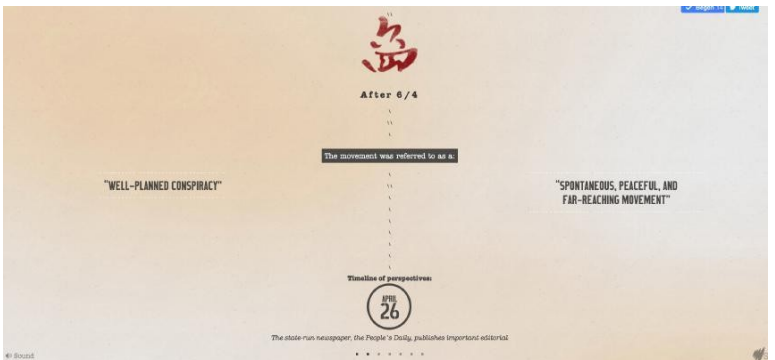 Tweet
After 6/4
The movement was referred to as a:
"WELL-PLANNED CONSPIRACY"
"SPONTANEOUS, PEACEFUL, AND
FAR-REACHING MOVEMENT"
Timeline of perspectives:
APRIL
26
The state-run newspaper, the People's Daily, publishes important editorial
Sound